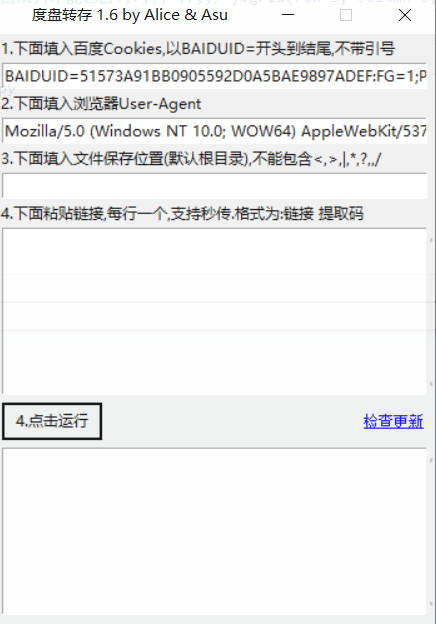 度盘转存 1.6 by Alice & Asu
1.下面填入百度Cookies,以BAIDUID=开头到结尾,不带引号
BAIDUID=51573A91BB0905592D0A5BAE9897ADEF:FG=1;P
2.下面填入浏览器User-Agent
Mozilla/5.0 (Windows NT 10.0; WOW64) AppleWebKit/537
3.下面填入文件保存位置(默认根目录),不能包含<,>,|,*,?,,/
4.下面粘贴链接,每行一个,支持秒传.格式为:链接 提取码
4.点击运行
检查更新